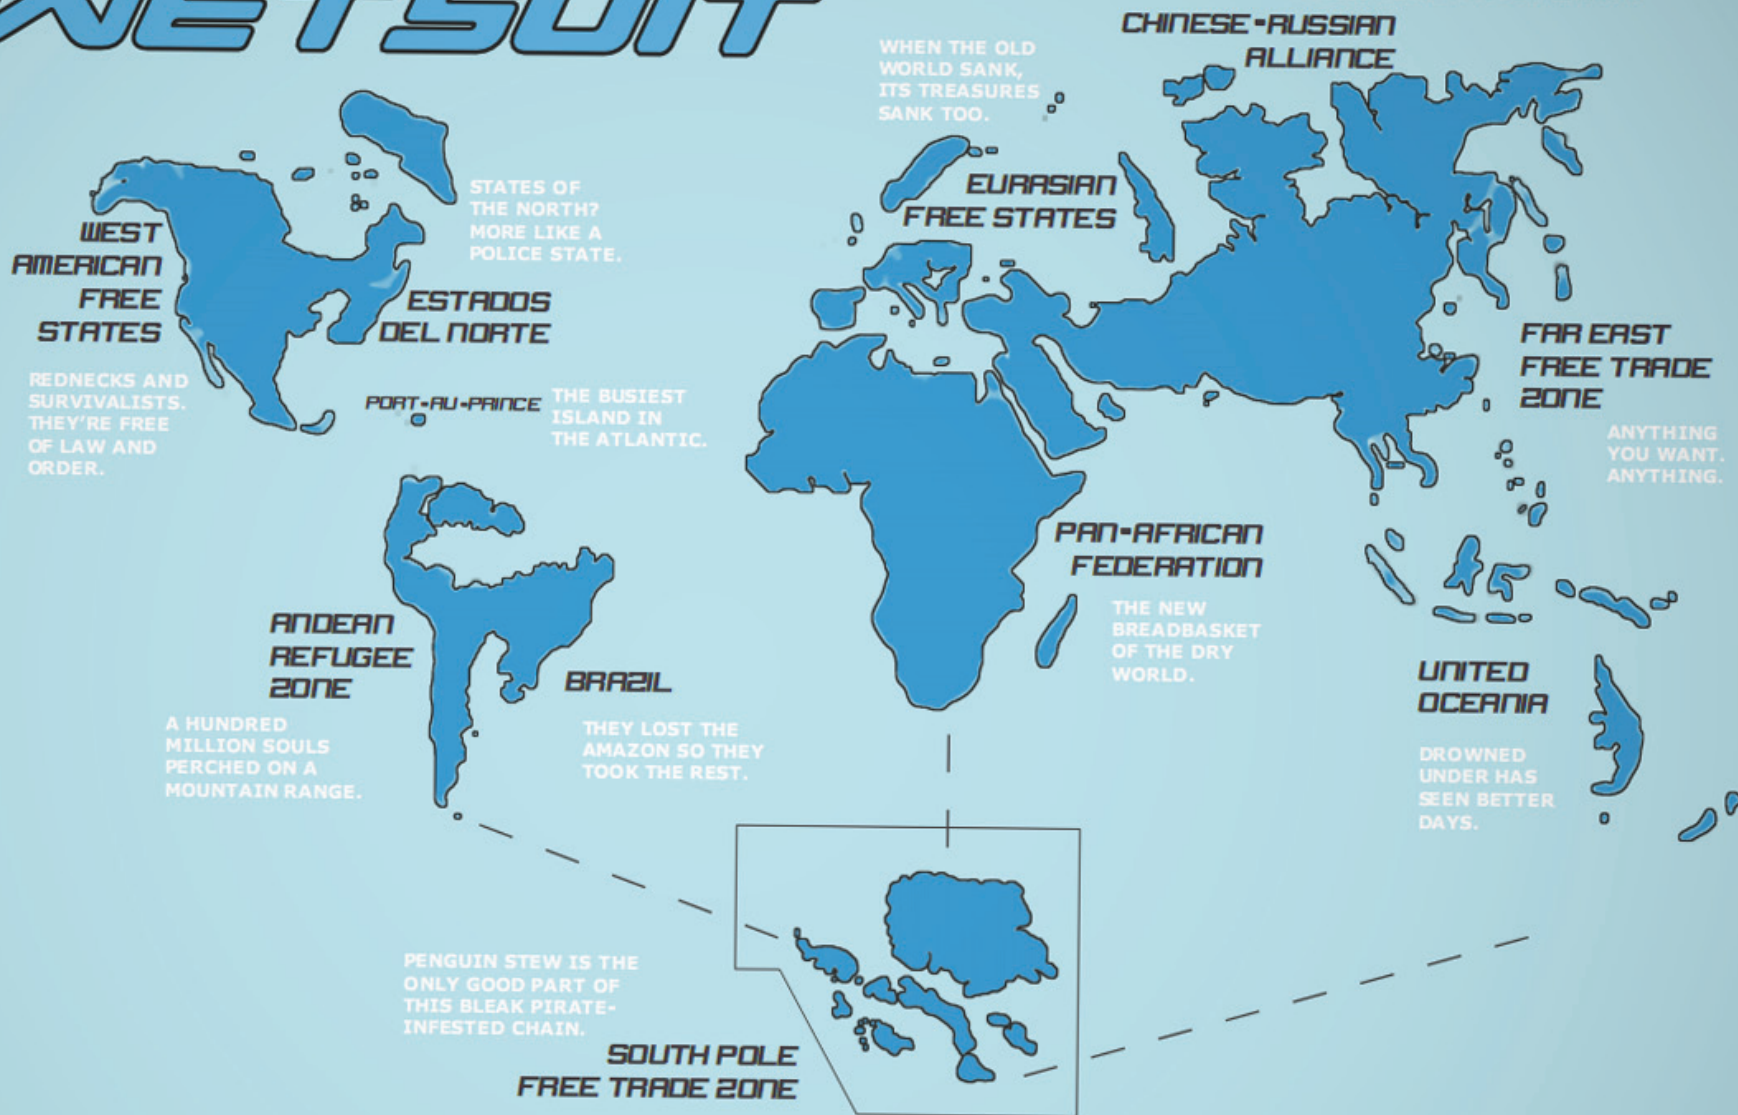 WETSUIT
CHINESE-RUSSIAN
ALLIANCE
WHEN THE OLD
WORLD SANK,
ITS TREASURES
SANK TOO.
EURASIAN
FREE STATES
STATES OF
THE NORTH?
MORE LIKE A
POLICE STATE.
WEST
AMERICAN
FREE
STATES
ESTADOS
DEL NORTE
REDNECKS AND
SURVIVALISTS.
THEY'RE FREE
OF LAW AND
ORDER.
PORT-AU-PRINCE
THE BUSIEST
ISLAND IN
THE ATLANTIC.
FAR EAST
FREE TRADE
ZONE
ANYTHING
YOU WANT.
ANYTHING.
PAN-AFRICAN
FEDERATION
THE NEW
BREADBASKET
OF THE DRY
WORLD.
ANDEAN
REFUGEE
ZONE
A HUNDRED
MILLION SOULS
PERCHED ON A
MOUNTAIN RANGE.
BRAZIL
THEY LOST THE
AMAZON SO THEY
TOOK THE REST.
UNITED
OCEANIA
DROWNED
UNDER HAS
SEEN BETTER
DAYS.
PENGUIN STEW IS THE
ONLY GOOD PART OF
THIS BLEAK PIRATE-
INFESTED CHAIN.
SOUTH POLE
FREE TRADE ZONE